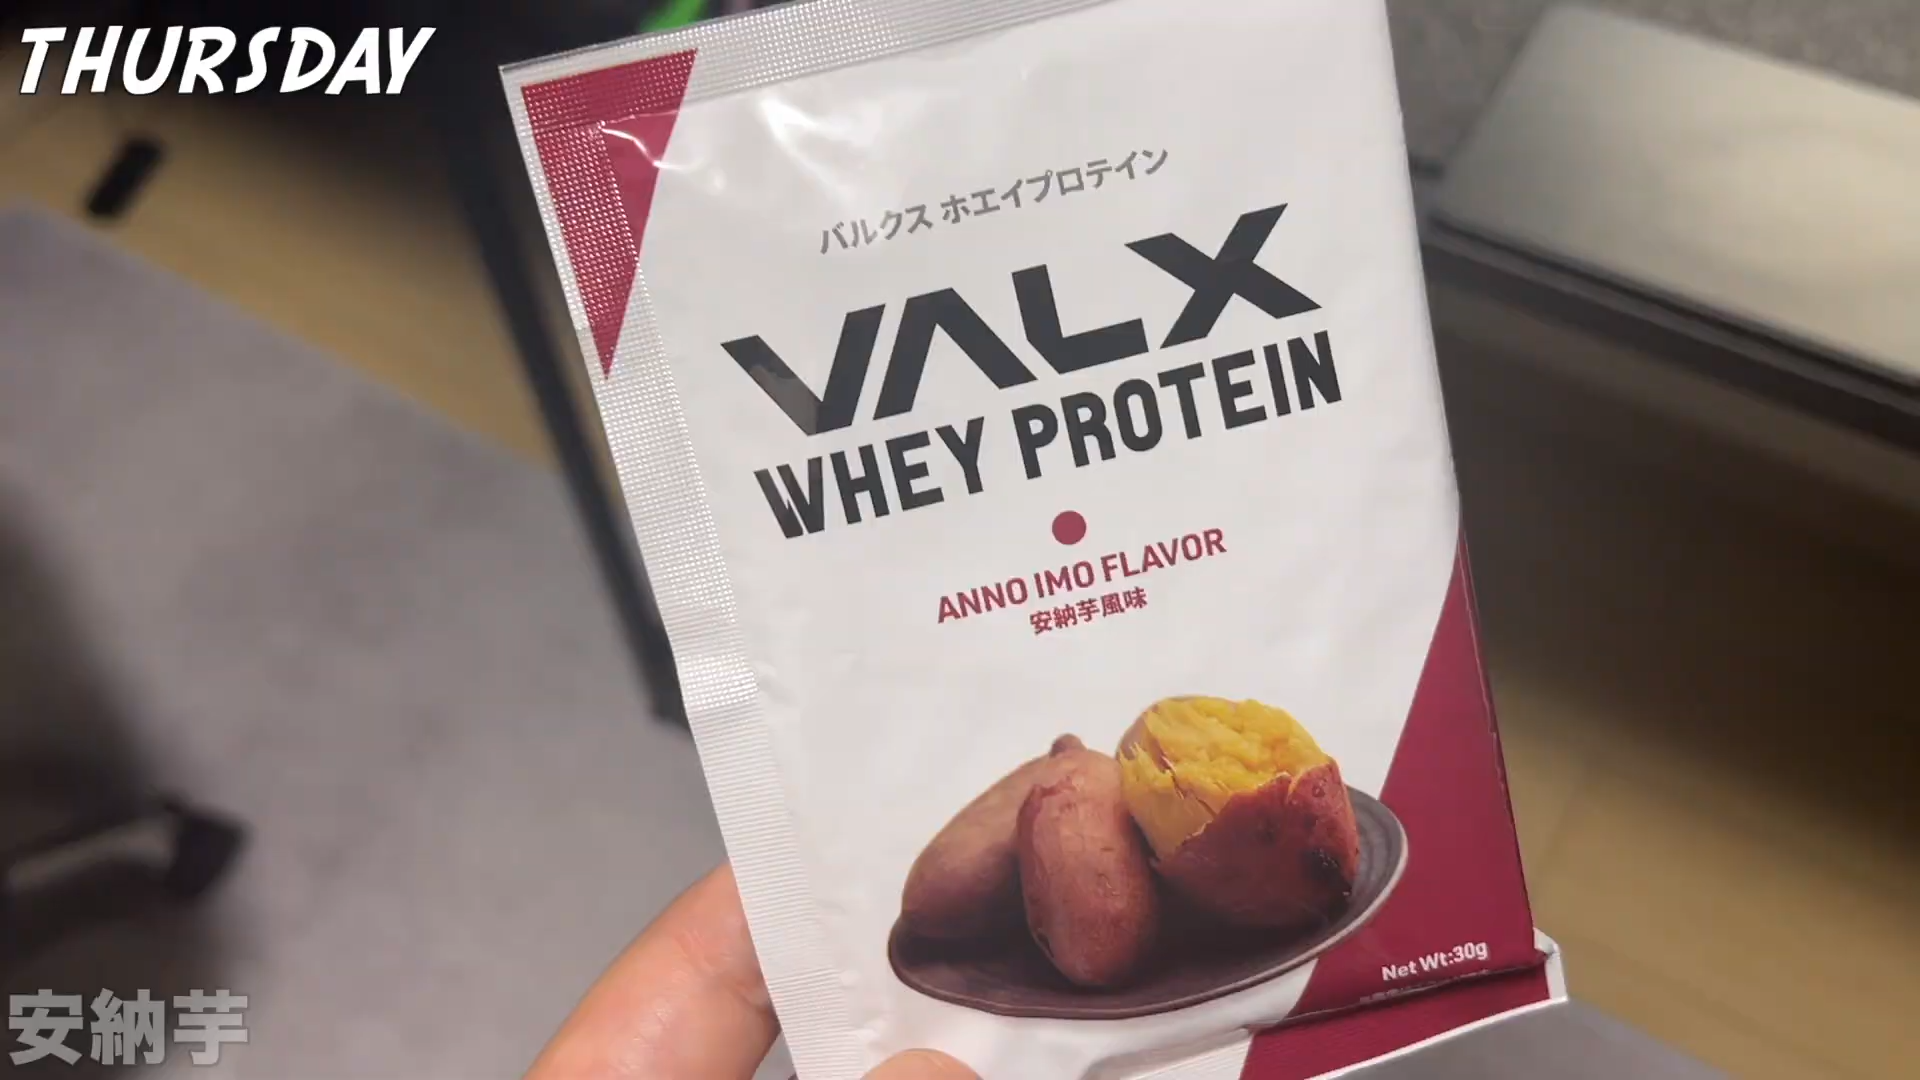 THURSDAY
バルクス ホエイプロテイン
VALX
WHEY PROTEIN
ANNO IMO FLAVOR
安納芋風味
Net Wt:30g
安納芋